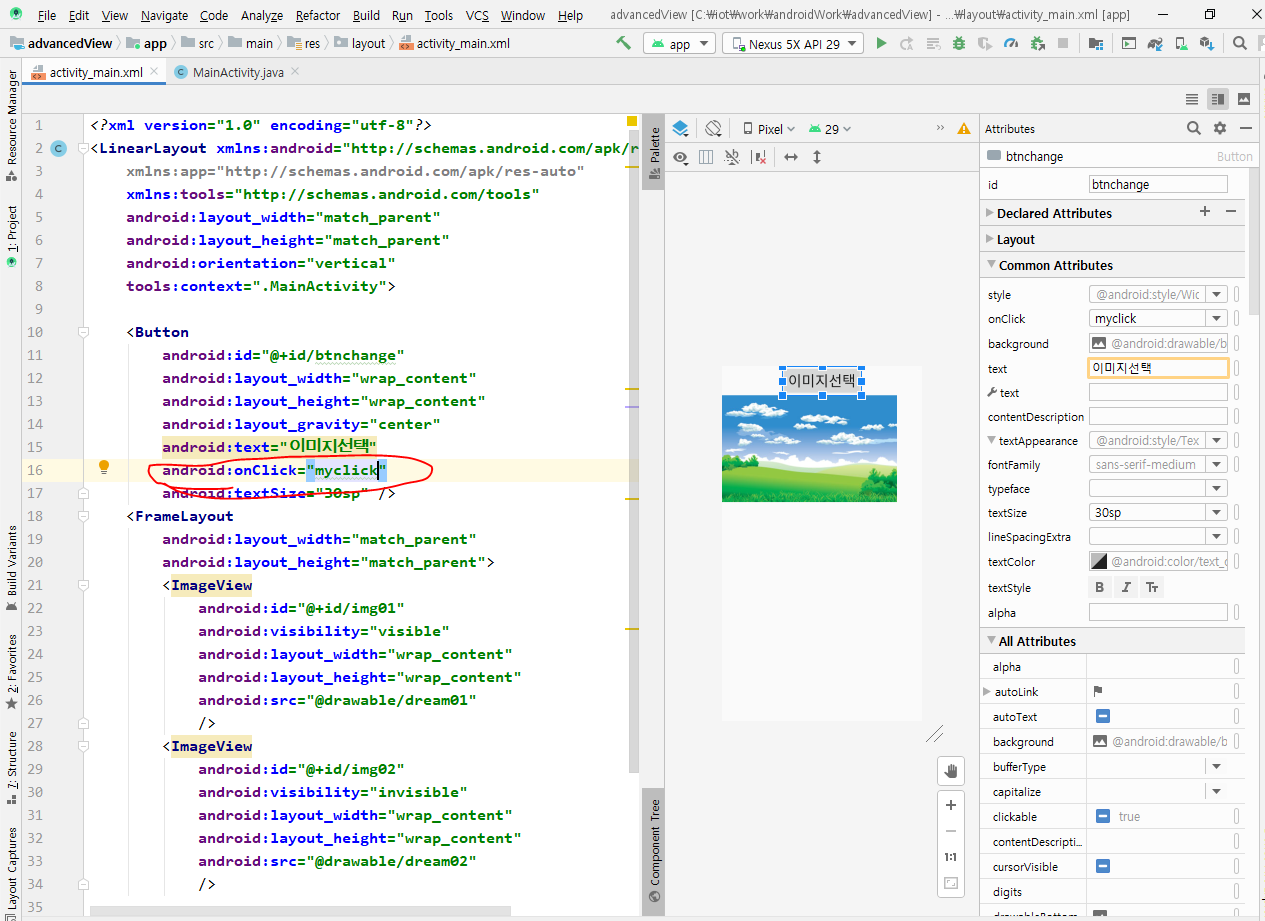 File Edit View Navigate Code Analyze Refactor Build Run Tools VCS Window Help advancedView [C:₩iot₩work₩androidWork₩advancedView] - ...₩layout₩activity_main.xml [app]
advancedView app src main res layout activity_main.xml app Nexus 5X API 29
activity_main.xml MainActivity.java
Resource Manager
1: Project
Build Variants
2: Favorites
7: Structure
Layout Captures
1 <?xml version="1.0" encoding="utf-8"?>
2 C <LinearLayout xmlns:android="http://schemas.android.com/apk/r
3 xmlns:app="http://schemas.android.com/apk/res-auto"
4 xmlns:tools="http://schemas.android.com/tools"
5 android:layout_width="match_parent"
6 android:layout_height="match_parent"
7 android:orientation="vertical"
8 tools:context=".MainActivity">
9
10 <Button
11 android:id="@+id/btnchange"
12 android:layout_width="wrap_content"
13 android:layout_height="wrap_content"
14 android:layout_gravity="center"
15 android:text="이미지선택"
16 android:onClick="myclick"
17 android:textSize="30sp" />
18 <FrameLayout
19 android:layout_width="match_parent"
20 android:layout_height="match_parent">
21 <ImageView
22 android:id="@+id/img01"
23 android:visibility="visible"
24 android:layout_width="wrap_content"
25 android:layout_height="wrap_content"
26 android:src="@drawable/dream01"
27 />
28 <ImageView
29 android:id="@+id/img02"
30 android:visibility="invisible"
31 android:layout_width="wrap_content"
32 android:layout_height="wrap_content"
33 android:src="@drawable/dream02"
34 />
35
Palette
Component Tree
Pixel 29
이미지선택
1:1
Attributes
btnchange Button
id btnchange
Declared Attributes
Layout
Common Attributes
style @android:style/Wic
onClick myclick
background @android:drawable/b
text 이미지선택
text
contentDescription
textAppearance @android:style/Tex
fontFamily sans-serif-medium
typeface
textSize 30sp
lineSpacingExtra
textColor @android:color/text_c
textStyle B I Tт
alpha
All Attributes
alpha
autoLink
autoText
background @android:drawable/b
bufferType
capitalize
clickable true
contentDescripti...
cursorVisible
digits